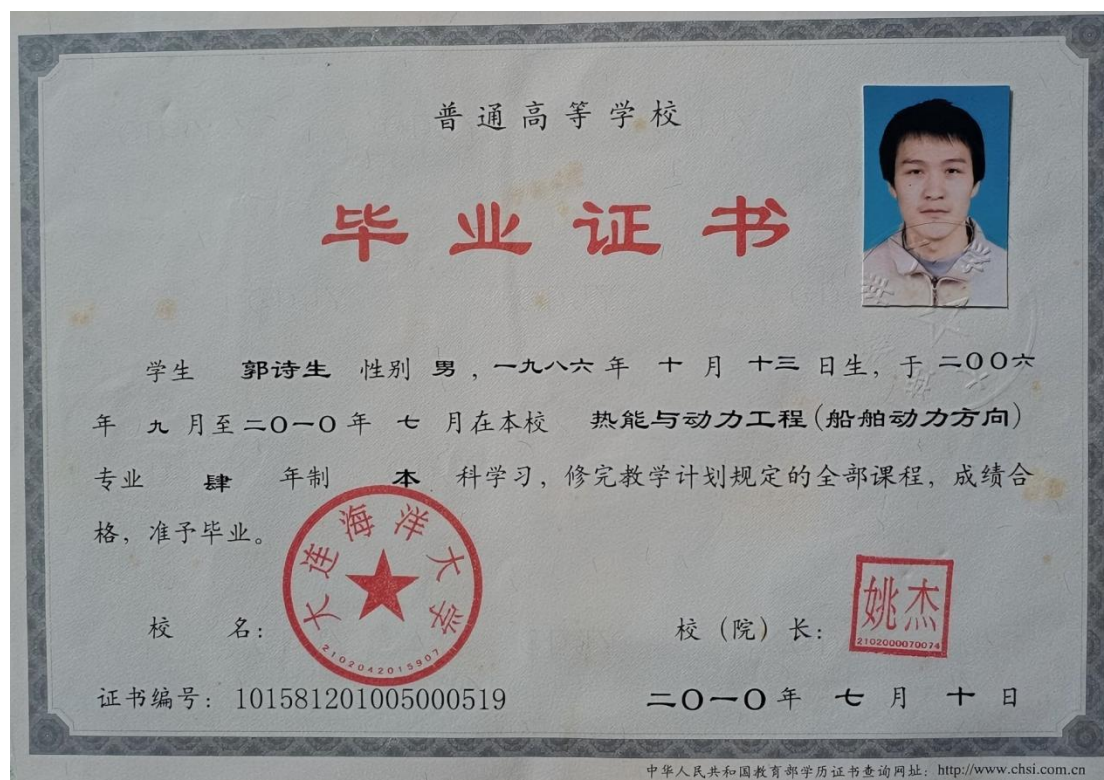 普通高等学校
毕业证书
学生 郭诗生 性别 男，一九八六年 十 月 十三 日生，于 二〇〇六
年 九 月至二〇一〇年 七 月在本校 热能与动力工程(船舶动力方向)
专业 肆 年制 本 科学习，修完教学计划规定的全部课程，成绩合
格，准予毕业。
大连海洋大学
2102042015907
校 名：
校（院）长：
姚杰
2102000070074
证书编号：101581201005000519
二〇一〇年 七 月 十 日
中华人民共和国教育部学历证书查询网址：http://www.chsi.com.cn